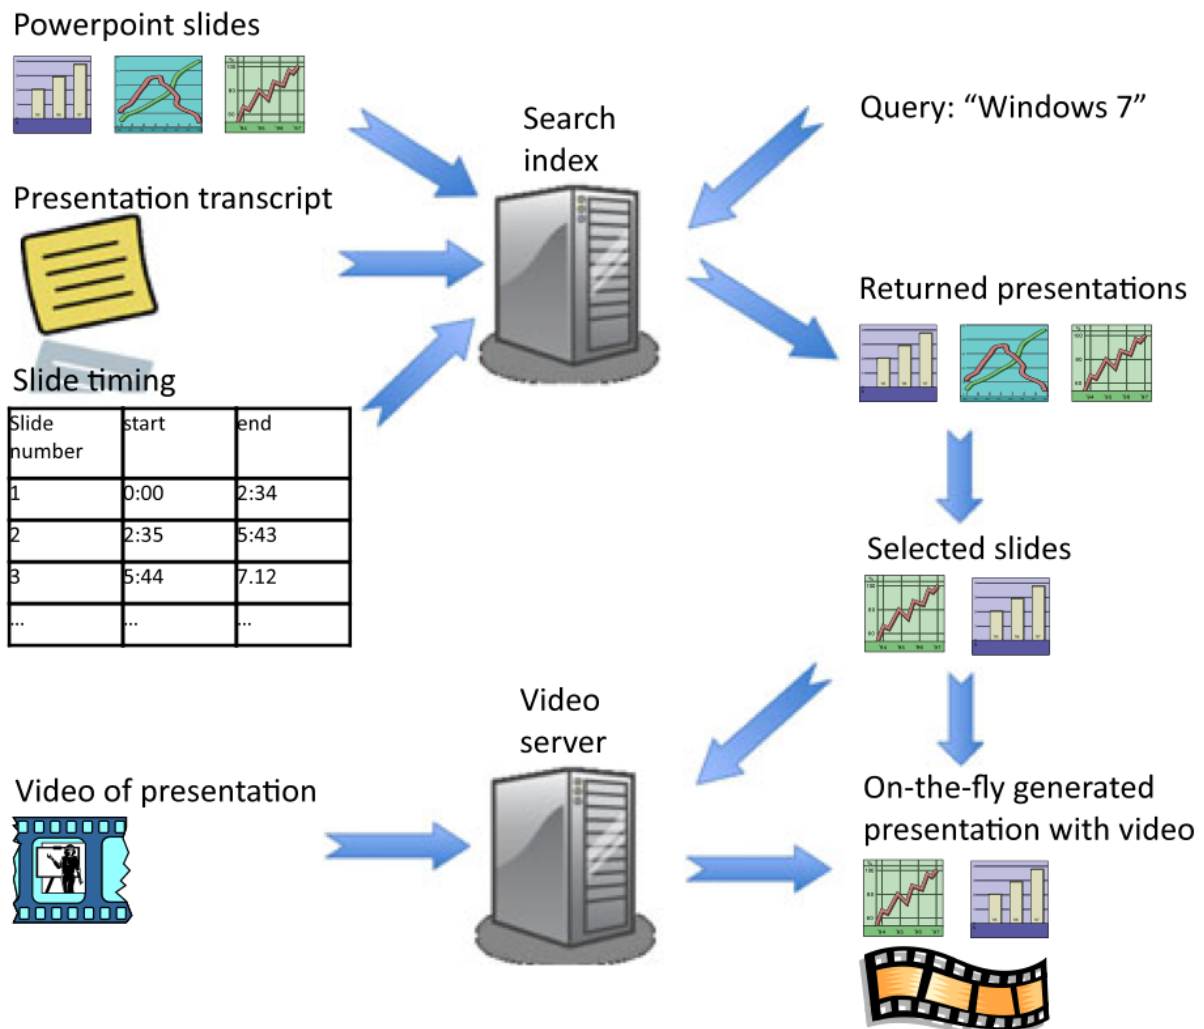 Powerpoint slides
Search
index
Query: “Windows 7”
Presentation transcript
Returned presentations
Slide timing
Slide
number
start
end
1
0:00
2:34
2
2:35
5:43
3
5:44
7.12
...
...
...
Selected slides
Video
server
Video of presentation
On-the-fly generated
presentation with video